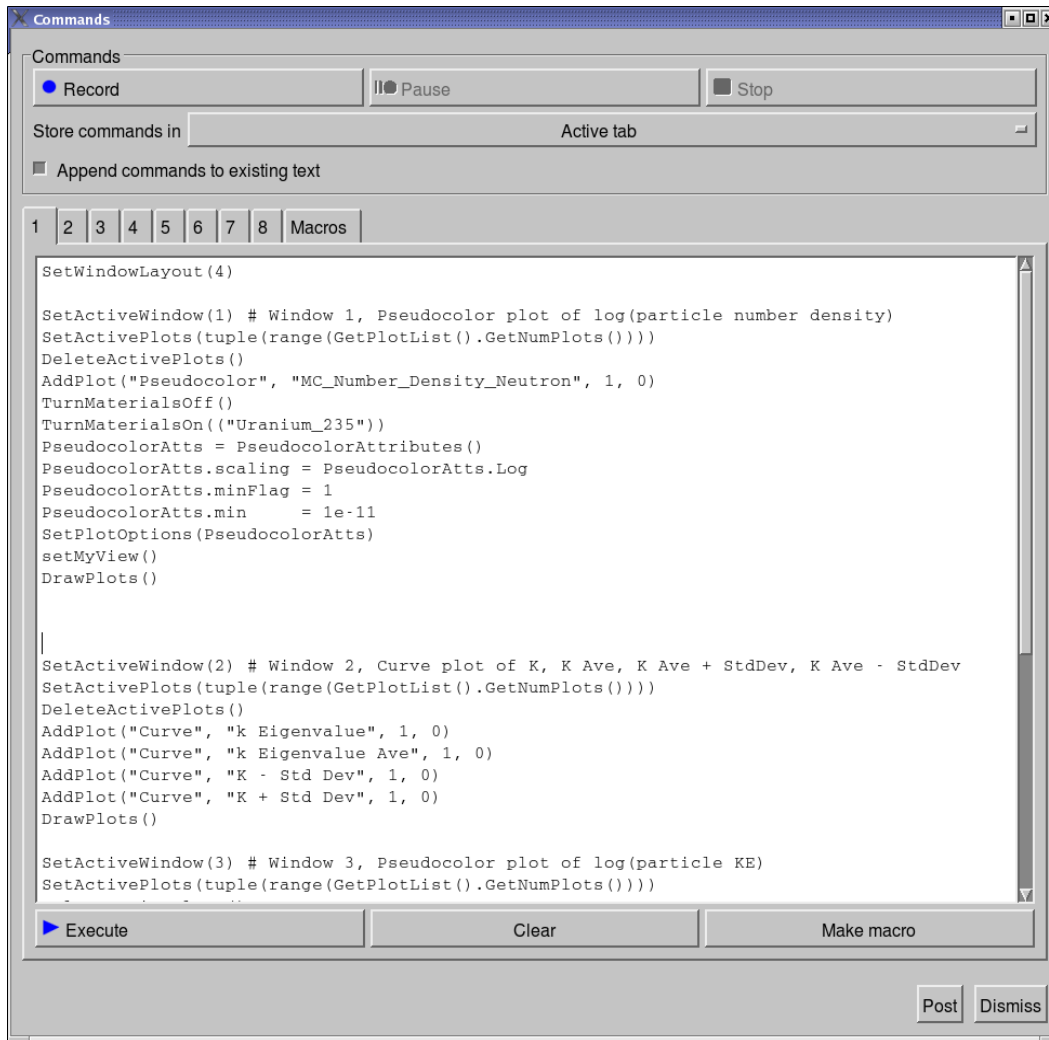 Commands
Commands
Record
Pause
Stop
Store commands in
Active tab
Append commands to existing text
1 2 3 4 5 6 7 8 Macros
SetWindowLayout(4)
SetActiveWindow(1) # Window 1, Pseudocolor plot of log(particle number density)
SetActivePlots(tuple(range(GetPlotList().GetNumPlots())))
DeleteActivePlots()
AddPlot("Pseudocolor", "MC_Number_Density_Neutron", 1, 0)
TurnMaterialsOff()
TurnMaterialsOn(("Uranium_235"))
PseudocolorAtts = PseudocolorAttributes()
PseudocolorAtts.scaling = PseudocolorAtts.Log
PseudocolorAtts.minFlag = 1
PseudocolorAtts.min     = 1e-11
SetPlotOptions(PseudocolorAtts)
setMyView()
DrawPlots()
SetActiveWindow(2) # Window 2, Curve plot of K, K Ave, K Ave + StdDev, K Ave - StdDev
SetActivePlots(tuple(range(GetPlotList().GetNumPlots())))
DeleteActivePlots()
AddPlot("Curve", "k Eigenvalue", 1, 0)
AddPlot("Curve", "k Eigenvalue Ave", 1, 0)
AddPlot("Curve", "K - Std Dev", 1, 0)
AddPlot("Curve", "K + Std Dev", 1, 0)
DrawPlots()
SetActiveWindow(3) # Window 3, Pseudocolor plot of log(particle KE)
SetActivePlots(tuple(range(GetPlotList().GetNumPlots())))
Execute
Clear
Make macro
Post
Dismiss